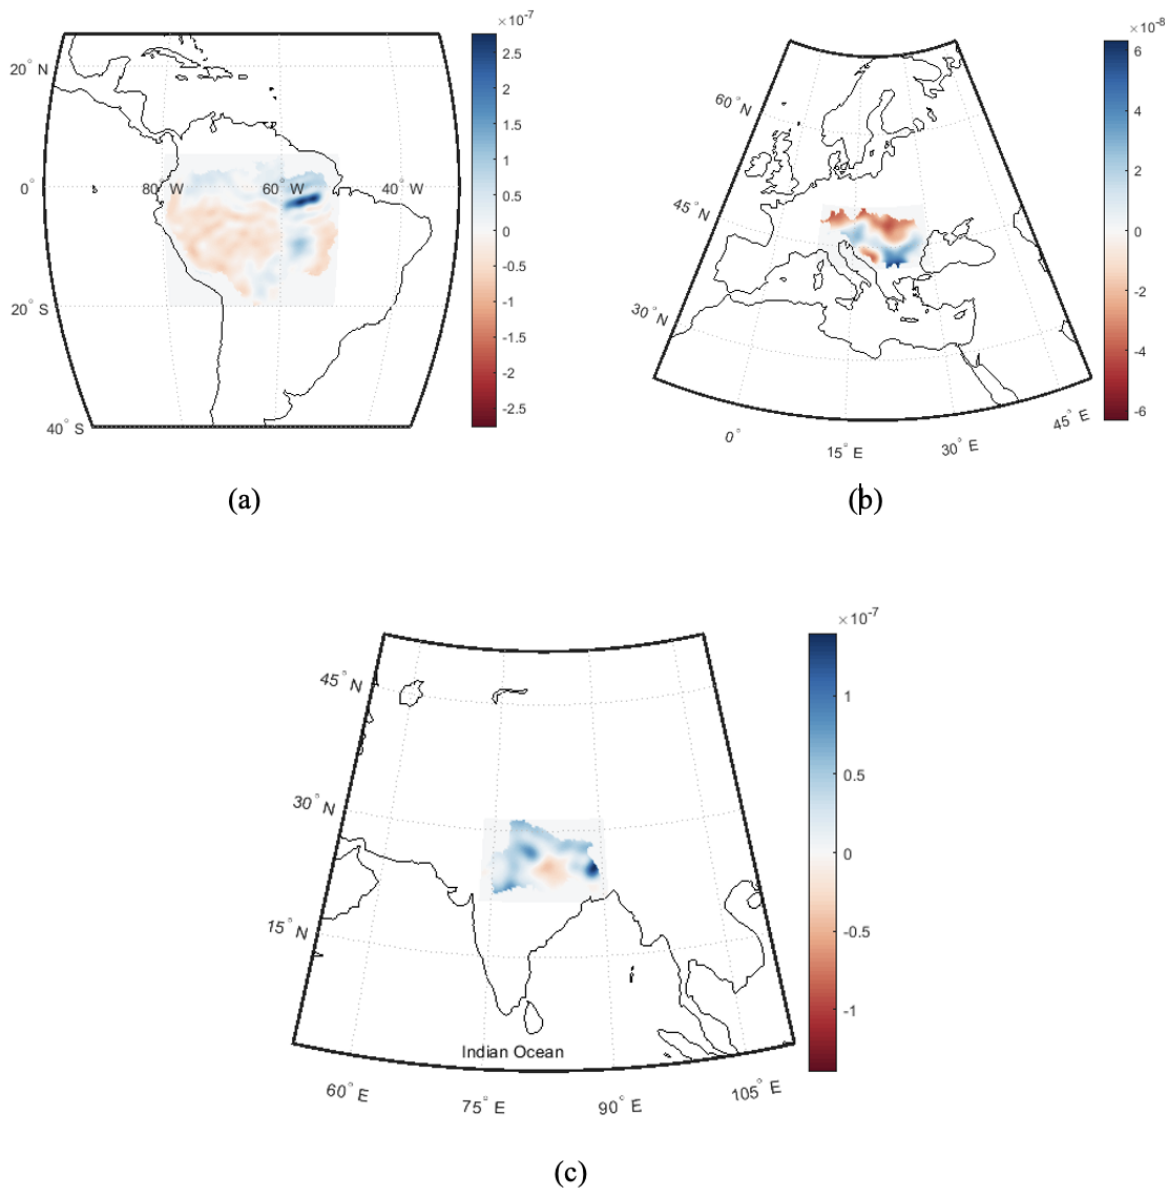 ×10⁻⁷
2.5
2
1.5
1
0.5
0
-0.5
-1
-1.5
-2
-2.5
20° N
0°
20° S
40° S
80° W
60° W
40° W
(a)
×10⁻⁸
6
4
2
0
-2
-4
-6
60° N
45° N
30° N
0°
15° E
30° E
45° E
(b)
×10⁻⁷
1
0.5
0
-0.5
-1
45° N
30° N
15° N
Indian Ocean
60° E
75° E
90° E
105° E
(c)